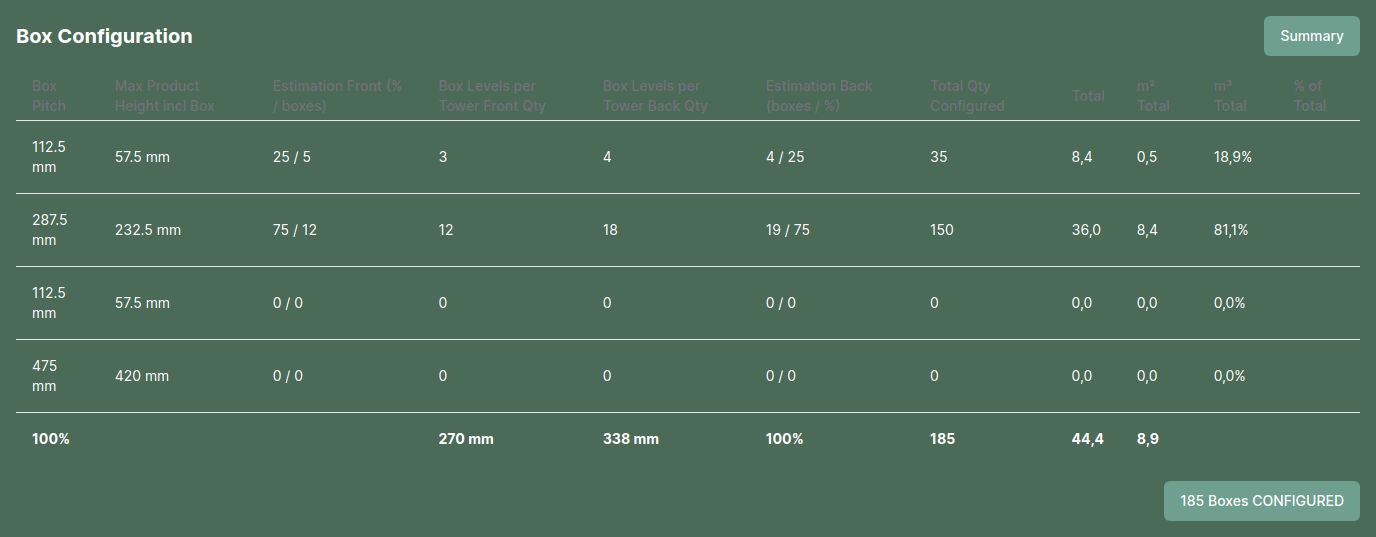 Box Configuration
Summary
Box Pitch
Max Product Height Incl Box
Estimation Front (% / boxes)
Box Levels per Tower Front Qty
Box Levels per Tower Back Qty
Estimation Back (boxes / %)
Total Qty Configured
Total
m² Total
m³ Total
% of Total
112.5 mm 57.5 mm 25 / 5 3 4 4 / 25 35 8,4 0,5 18,9%
287.5 mm 232.5 mm 75 / 12 12 18 19 / 75 150 36,0 8,4 81,1%
112.5 mm 57.5 mm 0 / 0 0 0 0 / 0 0 0,0 0,0 0,0%
475 mm 420 mm 0 / 0 0 0 0 / 0 0 0,0 0,0 0,0%
100% 270 mm 338 mm 100% 185 44,4 8,9
185 Boxes CONFIGURED